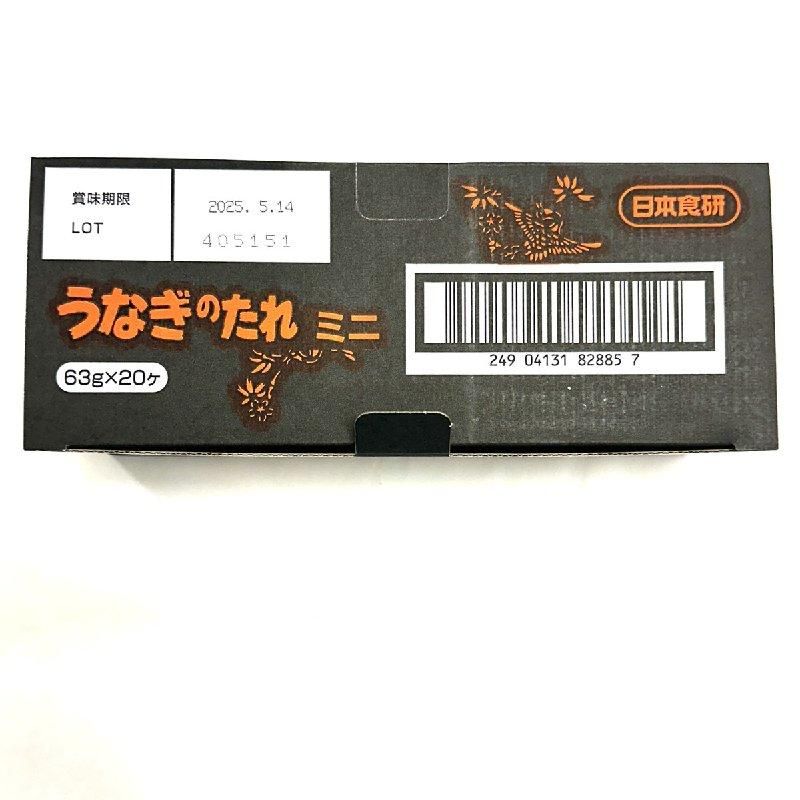 賞味期限
2025. 5.14
LOT
405151
日本食研
うなぎのたれ ミニ
63g×20ヶ
249 04131 82885 7